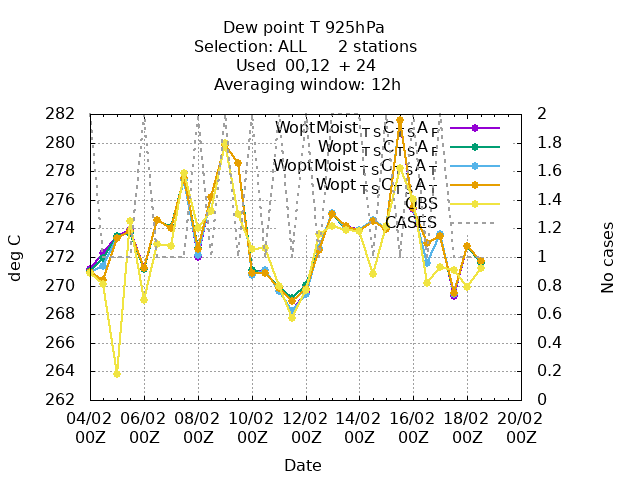 Dew point T 925hPa
Selection: ALL 2 stations
Used 00,12 + 24
Averaging window: 12h
282 2
280 1.8
278 1.6
276 1.4
274 1.2
272 1
270 0.8
268 0.6
266 0.4
264 0.2
262 0
WoptMoist T S C T S A F
Wopt T S C T S A F
WoptMoist T S C T S A T
Wopt T S C T S A T
OBS
CASES
deg C
No cases
04/02 06/02 08/02 10/02 12/02 14/02 16/02 18/02 20/02
00Z 00Z 00Z 00Z 00Z 00Z 00Z 00Z 00Z
Date